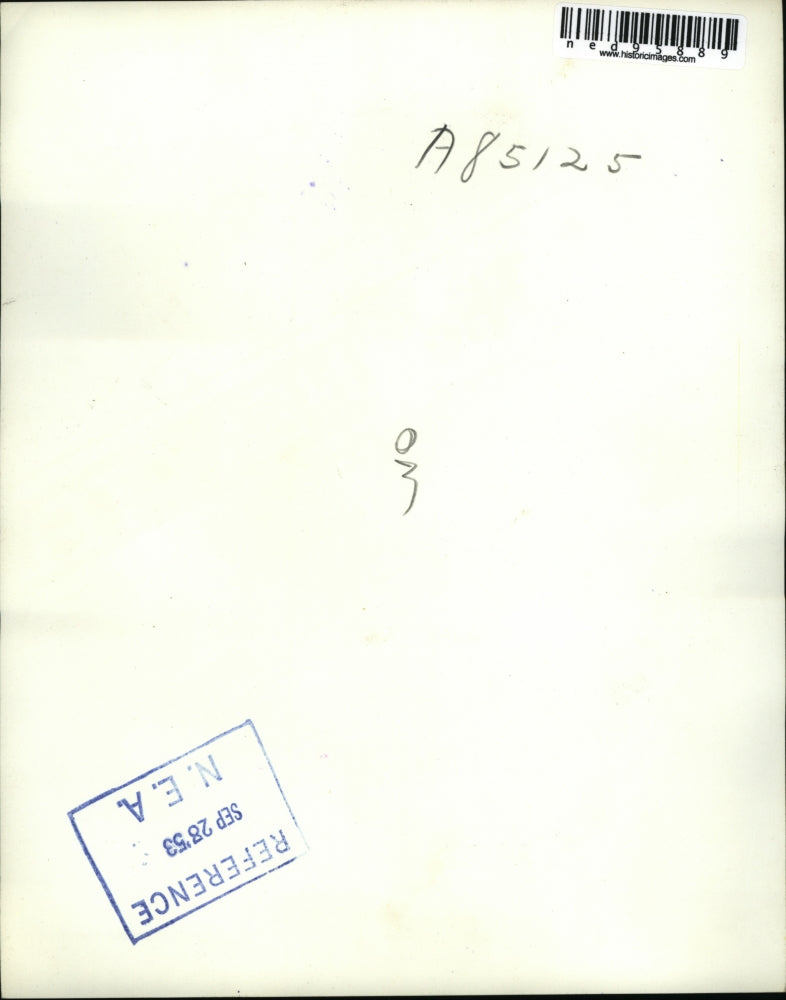 ned95889
www.historicimages.com
A85125
REFERENCE
SEP 28'53
N.E.A.